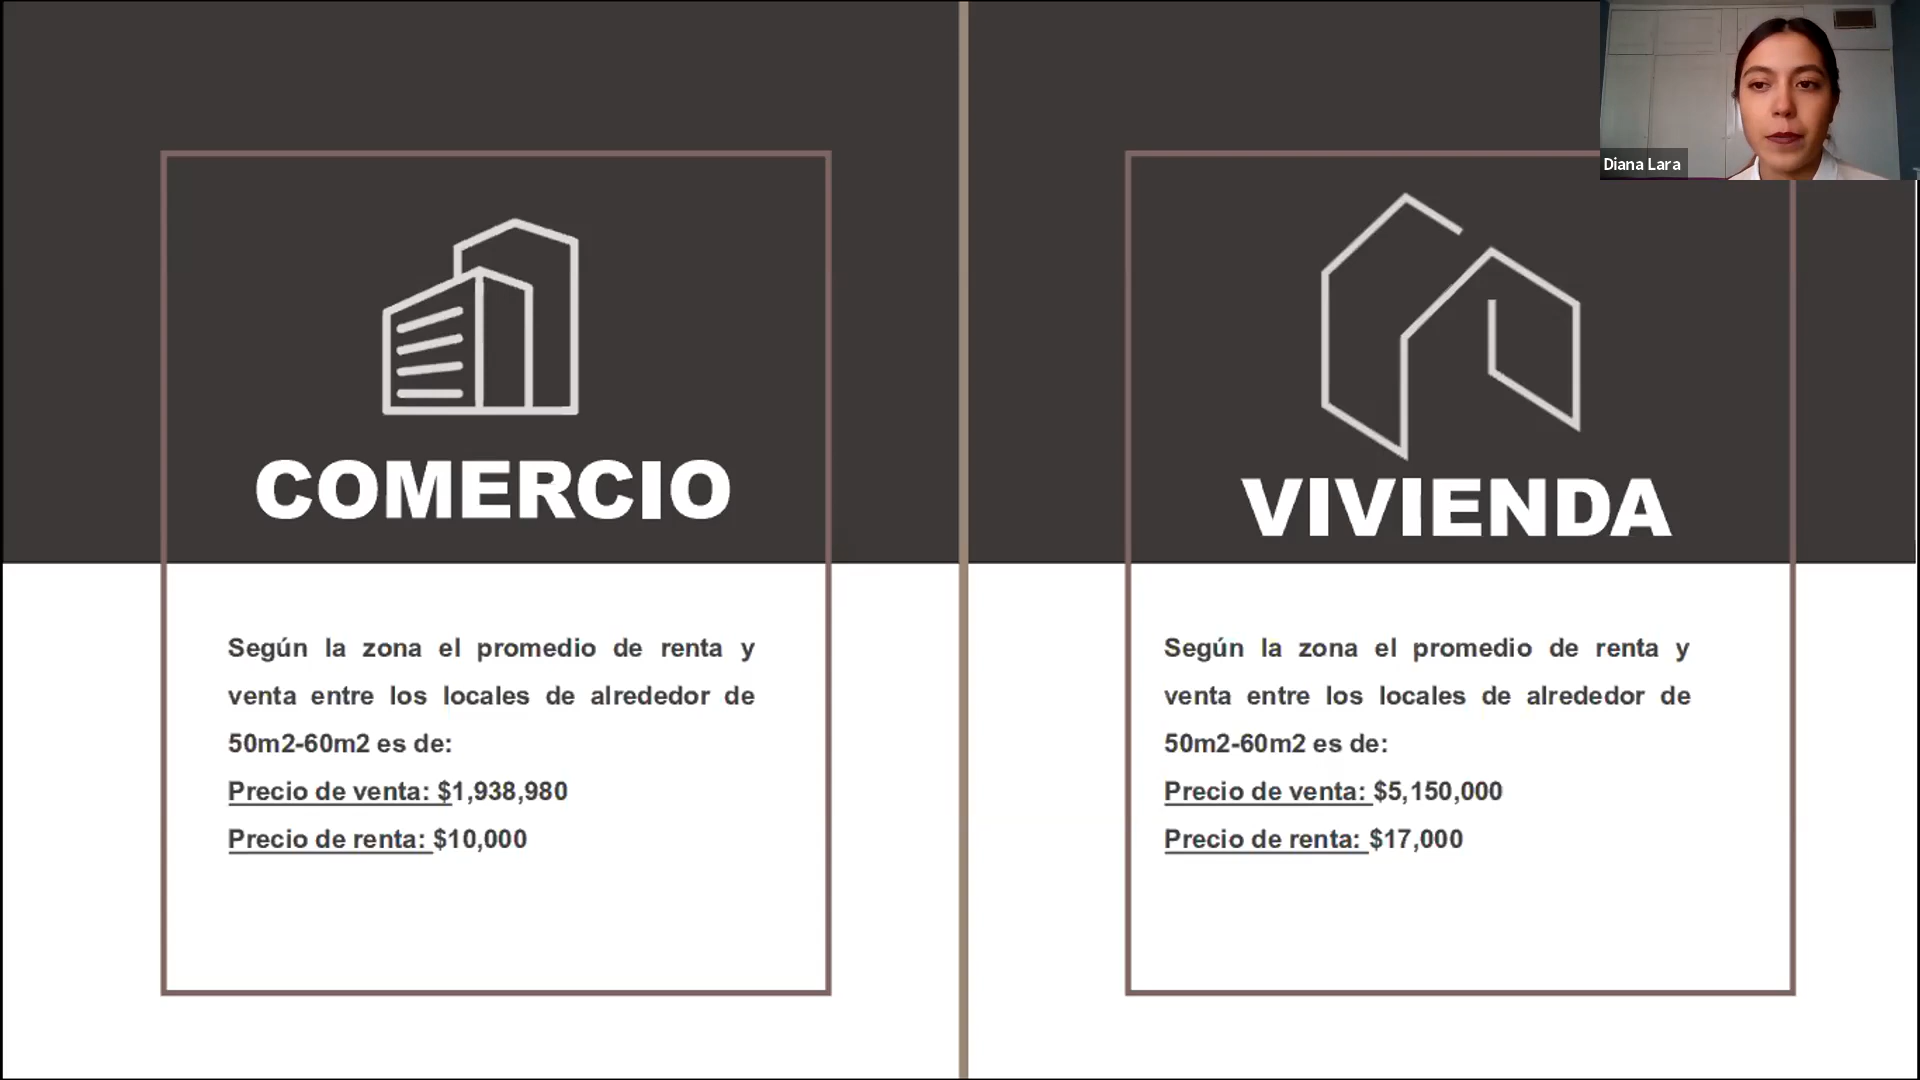 Diana Lara
COMERCIO
Según la zona el promedio de renta y
venta entre los locales de alrededor de
50m2-60m2 es de:
Precio de venta: $1,938,980
Precio de renta: $10,000
VIVIENDA
Según la zona el promedio de renta y
venta entre los locales de alrededor de
50m2-60m2 es de:
Precio de venta: $5,150,000
Precio de renta: $17,000